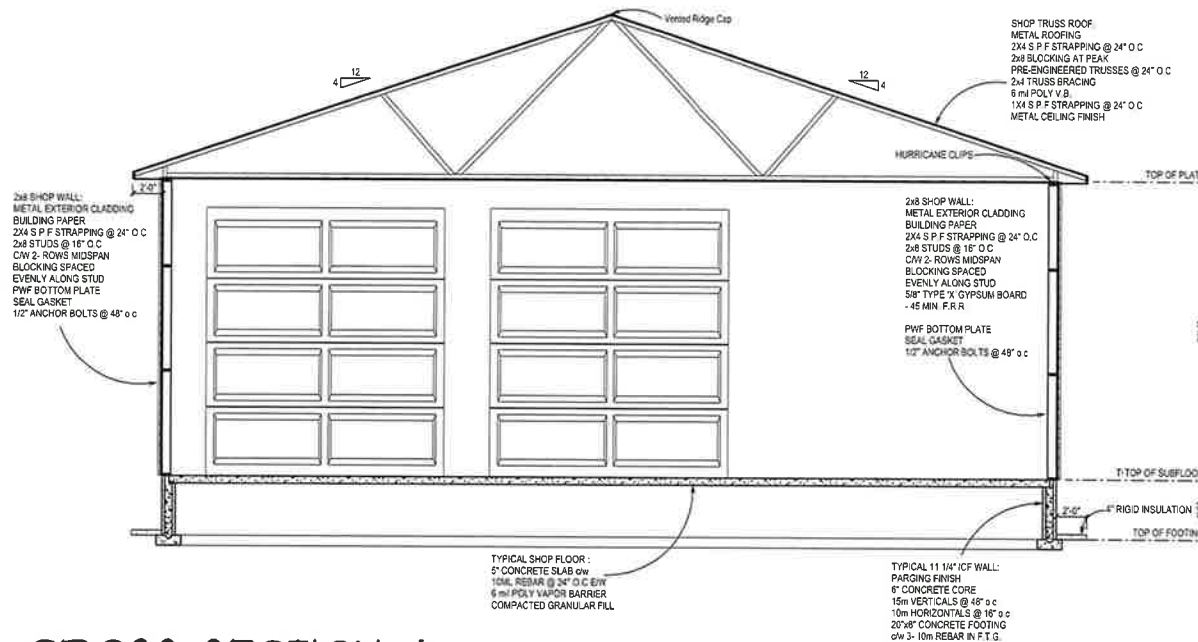 Vented Ridge Cap
SHOP TRUSS ROOF:
METAL ROOFING
2X4 S.P.F STRAPPING @ 24" O.C
2x8 BLOCKING AT PEAK
PRE-ENGINEERED TRUSSES @ 24" O.C
2x4 TRUSS BRACING
6 mil POLY V.B.
1X4 S.P.F STRAPPING @ 24" O.C
METAL CEILING FINISH
12
4
12
4
HURRICANE CLIPS
TOP OF PLAT
2'-0"
2x8 SHOP WALL:
METAL EXTERIOR CLADDING
BUILDING PAPER
2X4 S.P.F STRAPPING @ 24" O.C
2x8 STUDS @ 16" O.C
C/W 2- ROWS MIDSPAN
BLOCKING SPACED
EVENLY ALONG STUD
PWF BOTTOM PLATE
SEAL GASKET
1/2" ANCHOR BOLTS @ 48" o.c
2x8 SHOP WALL:
METAL EXTERIOR CLADDING
BUILDING PAPER
2X4 S.P.F STRAPPING @ 24" O.C
2x8 STUDS @ 16" O.C
C/W 2- ROWS MIDSPAN
BLOCKING SPACED
EVENLY ALONG STUD
5/8" TYPE 'X' GYPSUM BOARD
- 45 MIN. F.R.R
PWF BOTTOM PLATE
SEAL GASKET
1/2" ANCHOR BOLTS @ 48" o.c
TOP OF SUBFLOO
2'-0"
4" RIGID INSULATION
TOP OF FOOTIN
TYPICAL SHOP FLOOR :
5" CONCRETE SLAB c/w
10ML REBAR @ 24" O.C E/W
6 mil POLY VAPOR BARRIER
COMPACTED GRANULAR FILL
TYPICAL 11 1/4" ICF WALL:
PARGING FINISH
6" CONCRETE CORE
15m VERTICALS @ 48" o.c
10m HORIZONTALS @ 16" o.c
20"x8" CONCRETE FOOTING
c/w 3- 10m REBAR IN F.T.G.